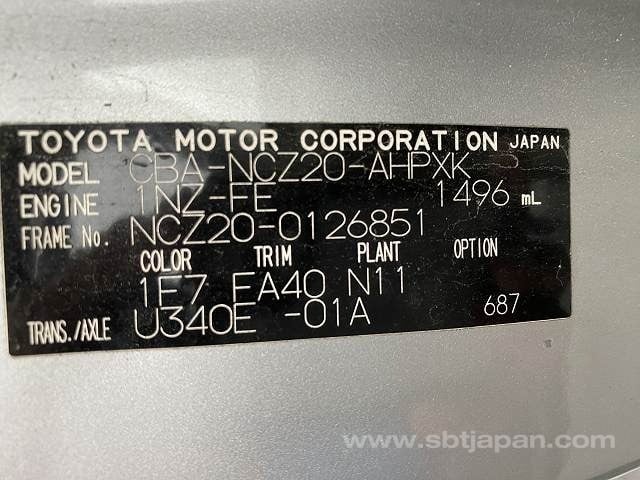 TOYOTA MOTOR CORPORATION JAPAN
MODEL CBA-NCZ20-AHPXK
ENGINE 1NZ-FE 1496 mL
FRAME No. NCZ20-0126851
COLOR TRIM PLANT OPTION
1E7 FA40 N11
TRANS./AXLE U340E -01A 687
www.sbtjapan.com